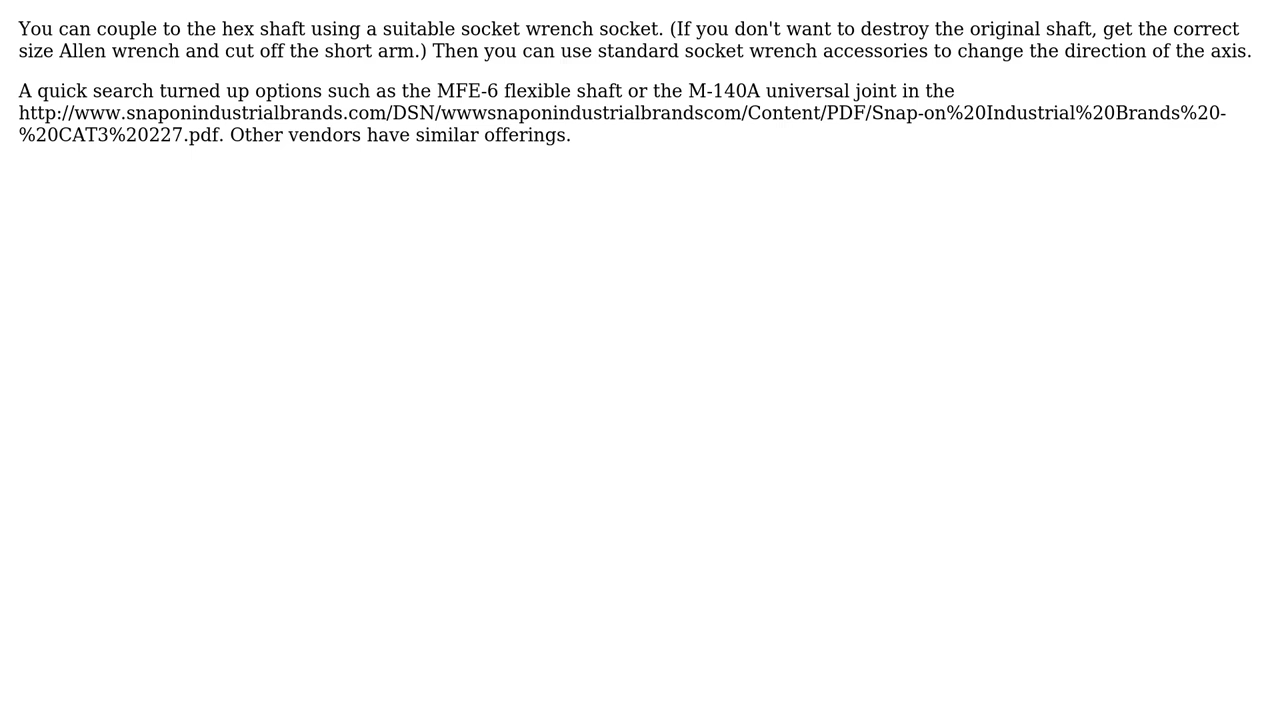 You can couple to the hex shaft using a suitable socket wrench socket. (If you don't want to destroy the original shaft, get the correct
size Allen wrench and cut off the short arm.) Then you can use standard socket wrench accessories to change the direction of the axis.
A quick search turned up options such as the MFE-6 flexible shaft or the M-140A universal joint in the
http://www.snaponindustrialbrands.com/DSN/wwwsnaponindustrialbrandscom/Content/PDF/Snap-on%20Industrial%20Brands%20-
%20CAT3%20227.pdf. Other vendors have similar offerings.